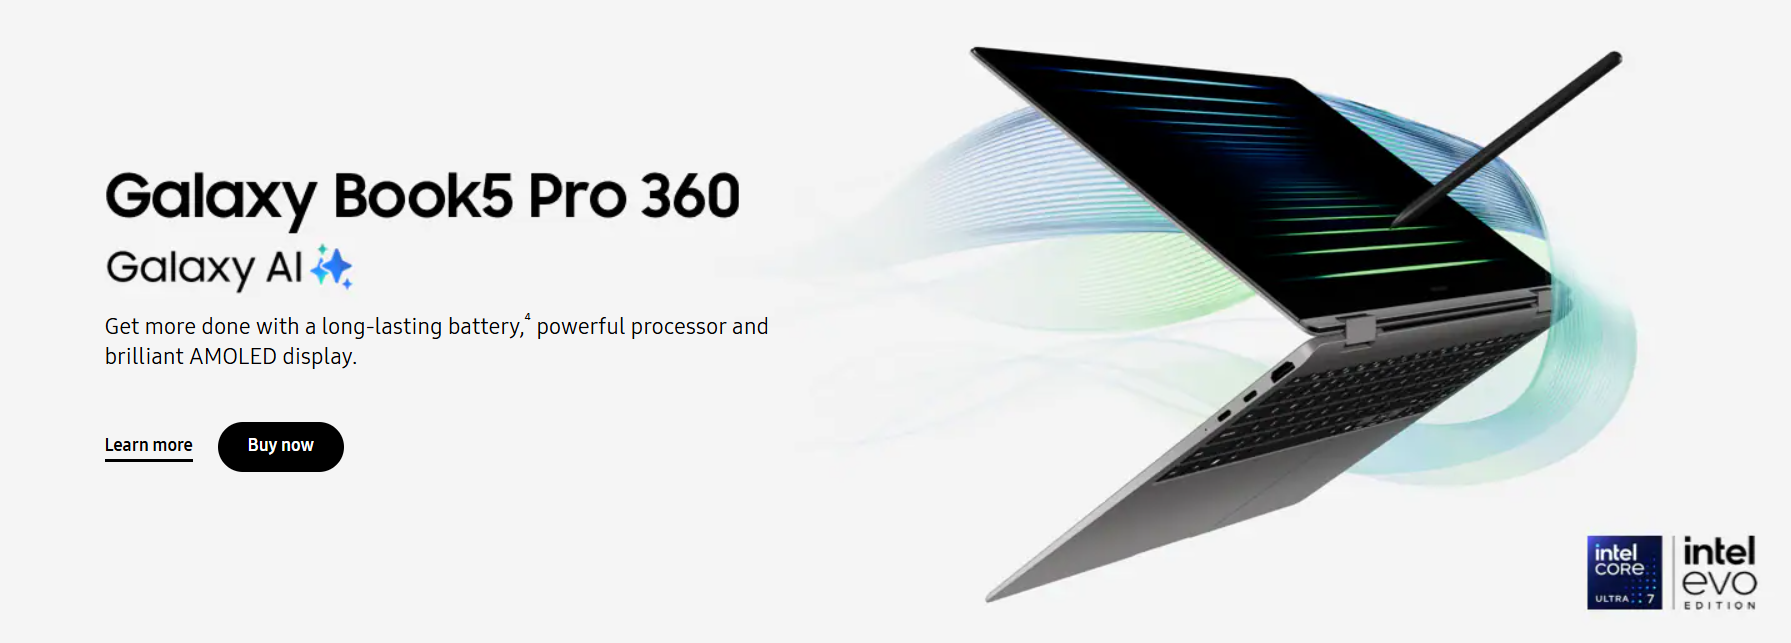 Galaxy Book5 Pro 360
Galaxy AI
Get more done with a long-lasting battery,⁴ powerful processor and
brilliant AMOLED display.
Learn more
Buy now
intel
CORE
ULTRA 7
intel
evo
EDITION